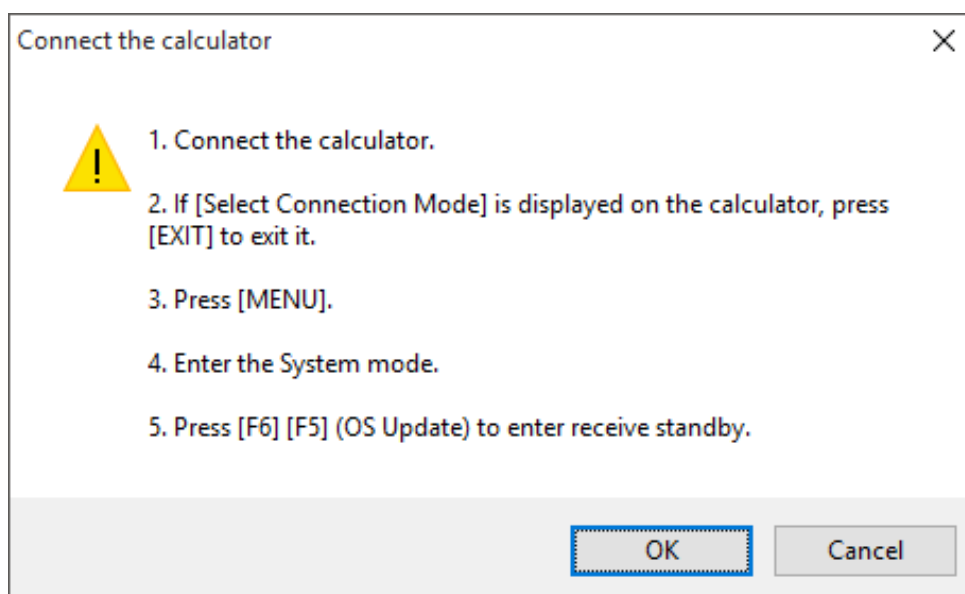 Connect the calculator
1. Connect the calculator.
2. If [Select Connection Mode] is displayed on the calculator, press
[EXIT] to exit it.
3. Press [MENU].
4. Enter the System mode.
5. Press [F6] [F5] (OS Update) to enter receive standby.
OK
Cancel